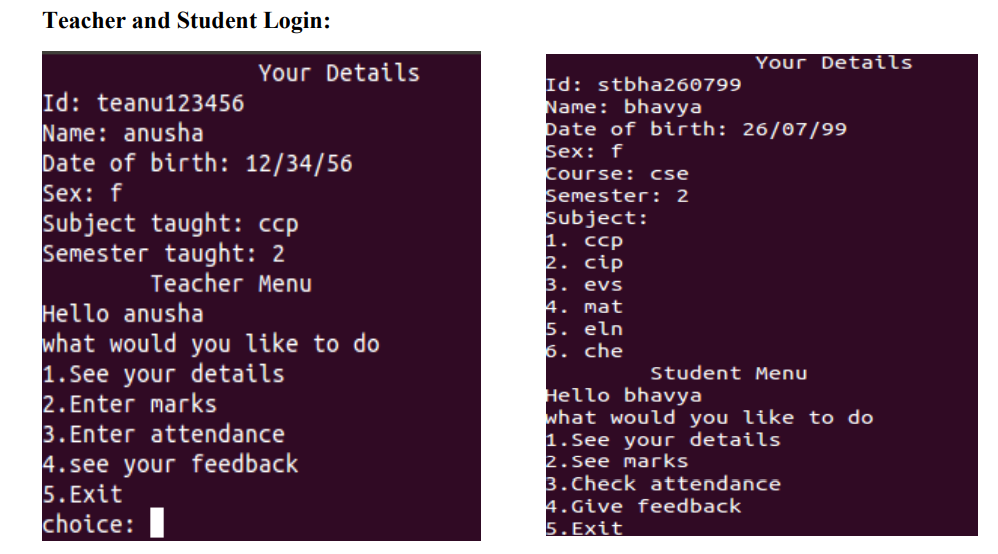 Teacher and Student Login:
Your Details
Id: teanu123456
Name: anusha
Date of birth: 12/34/56
Sex: f
Subject taught: ccp
Semester taught: 2
Teacher Menu
Hello anusha
what would you like to do
1.See your details
2.Enter marks
3.Enter attendance
4.see your feedback
5.Exit
choice:
Your Details
Id: stbha260799
Name: bhavya
Date of birth: 26/07/99
Sex: f
Course: cse
Semester: 2
Subject:
1. ccp
2. cip
3. evs
4. mat
5. eln
6. che
Student Menu
Hello bhavya
what would you like to do
1.See your details
2.See marks
3.Check attendance
4.Give feedback
5.Exit